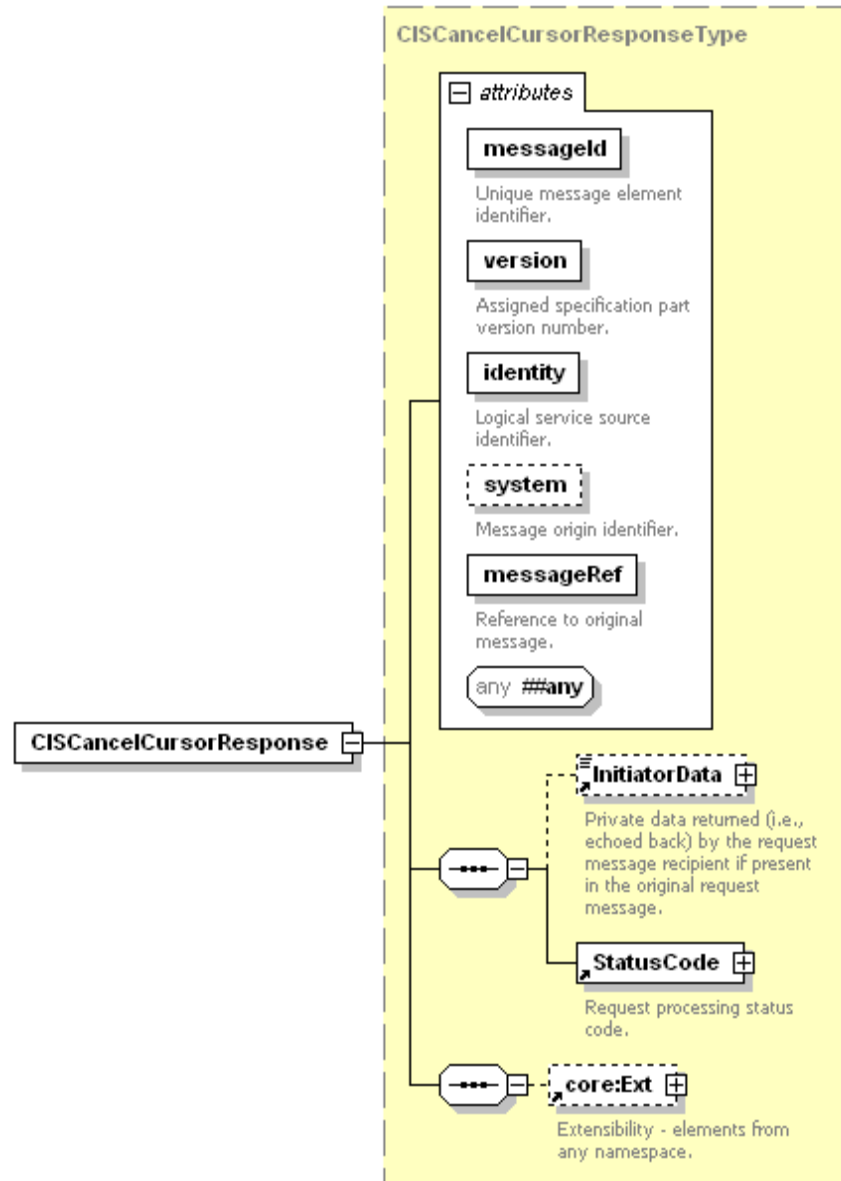 CISCancelCursorResponseType
attributes
messageId
Unique message element
identifier.
version
Assigned specification part
version number.
identity
Logical service source
identifier.
system
Message origin identifier.
messageRef
Reference to original
message.
any ##any
CISCancelCursorResponse
InitiatorData
Private data returned (i.e.,
echoed back) by the request
message recipient if present
in the original request
message.
StatusCode
Request processing status
code.
core:Ext
Extensibility - elements from
any namespace.